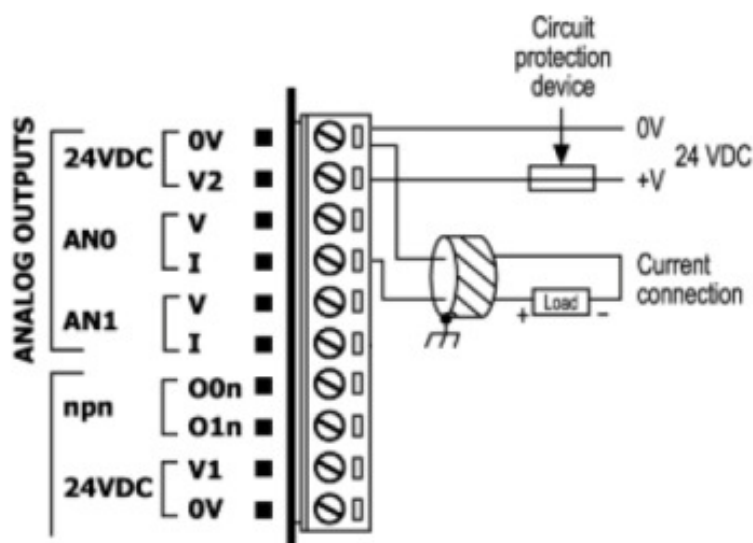 Circuit
protection
device
ANALOG OUTPUTS
24VDC
0V
V2
AN0
V
I
AN1
V
I
npn
O0n
O1n
24VDC
V1
0V
0V
24 VDC
+V
Current
connection
+ Load -